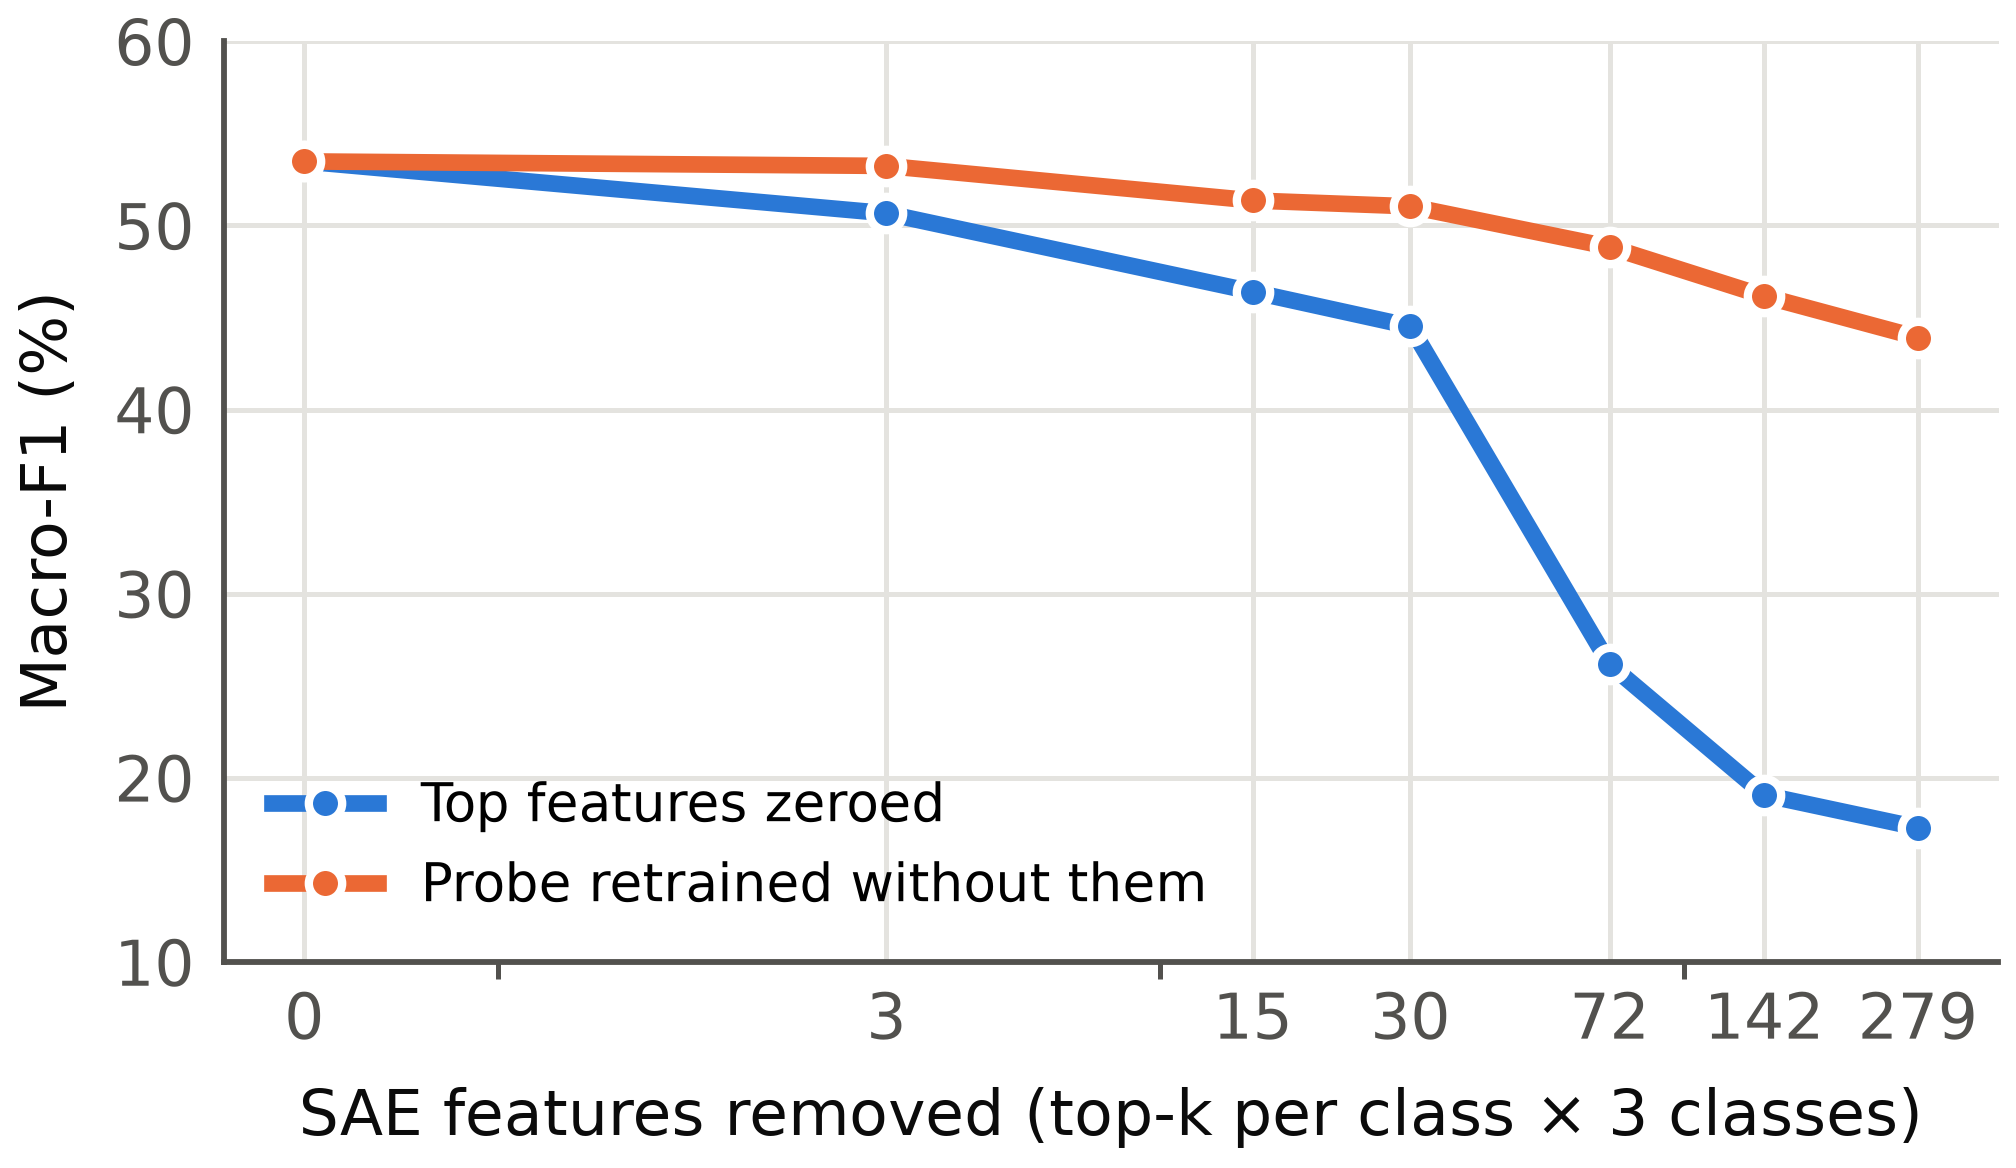 60
50
40
30
20
10
Macro-F1 (%)
Top features zeroed
Probe retrained without them
0 3 15 30 72 142 279
SAE features removed (top-k per class × 3 classes)